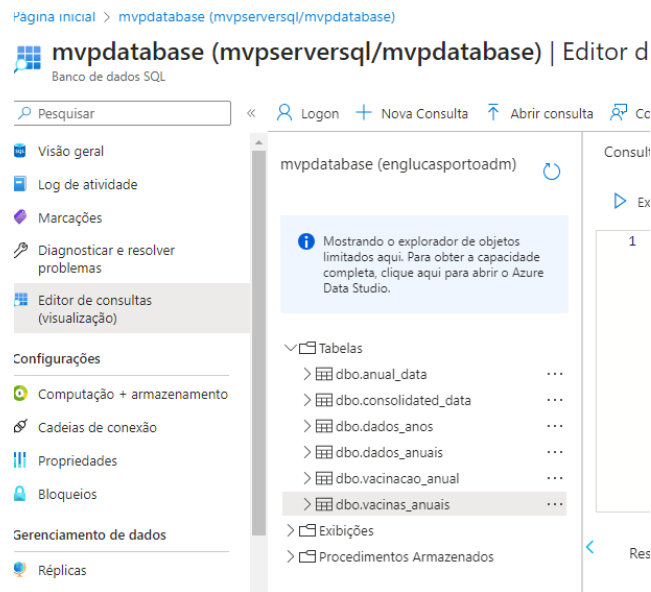 Página inicial > mvpdatabase (mvpserversql/mvpdatabase)
mvpdatabase (mvpserversql/mvpdatabase) | Editor d
Banco de dados SQL
Pesquisar
Logon
Nova Consulta
Abrir consulta
Visão geral
Log de atividade
Marcações
Diagnosticar e resolver
problemas
Editor de consultas
(visualização)
Configurações
Computação + armazenamento
Cadeias de conexão
Propriedades
Bloqueios
Gerenciamento de dados
Réplicas
mvpdatabase (englucasportoadm)
Mostrando o explorador de objetos
limitados aqui. Para obter a capacidade
completa, clique aqui para abrir o Azure
Data Studio.
Tabelas
dbo.anual_data
dbo.consolidated_data
dbo.dados_anos
dbo.dados_anuais
dbo.vacinacao_anual
dbo.vacinas_anuais
Exibições
Procedimentos Armazenados
Consult
Ex
1
Res